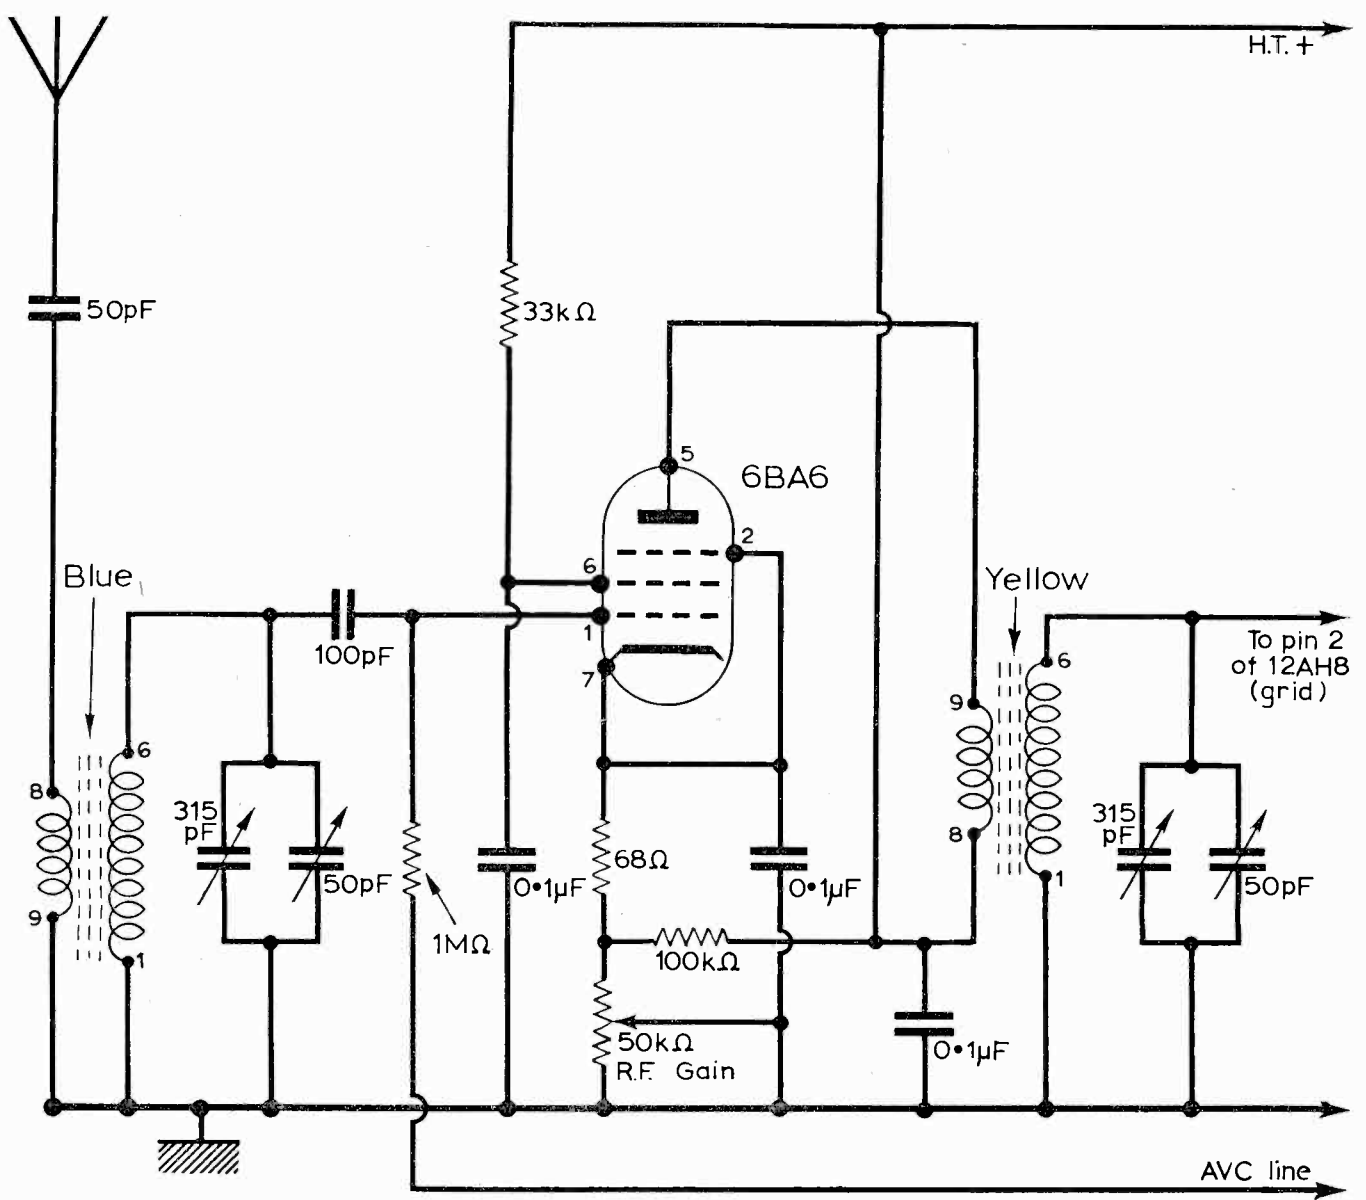 H.T. +
50pF
33kΩ
5
6BA6
2
6
1
7
Blue
100pF
Yellow
To pin 2
of 12AH8
(grid)
6
9
8
1
6
8
9
1
315
pF
50pF
1MΩ
0•1µF
68Ω
0•1µF
315
pF
50pF
100kΩ
50kΩ
R.F. Gain
0•1µF
AVC line